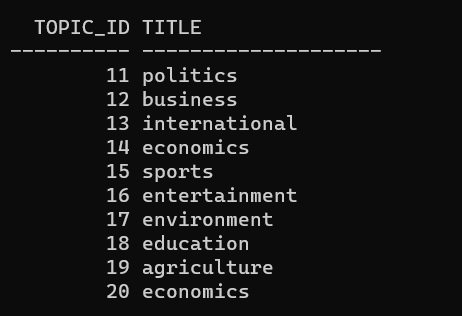 TOPIC_ID TITLE
---------- --------------------
11 politics
12 business
13 international
14 economics
15 sports
16 entertainment
17 environment
18 education
19 agriculture
20 economics